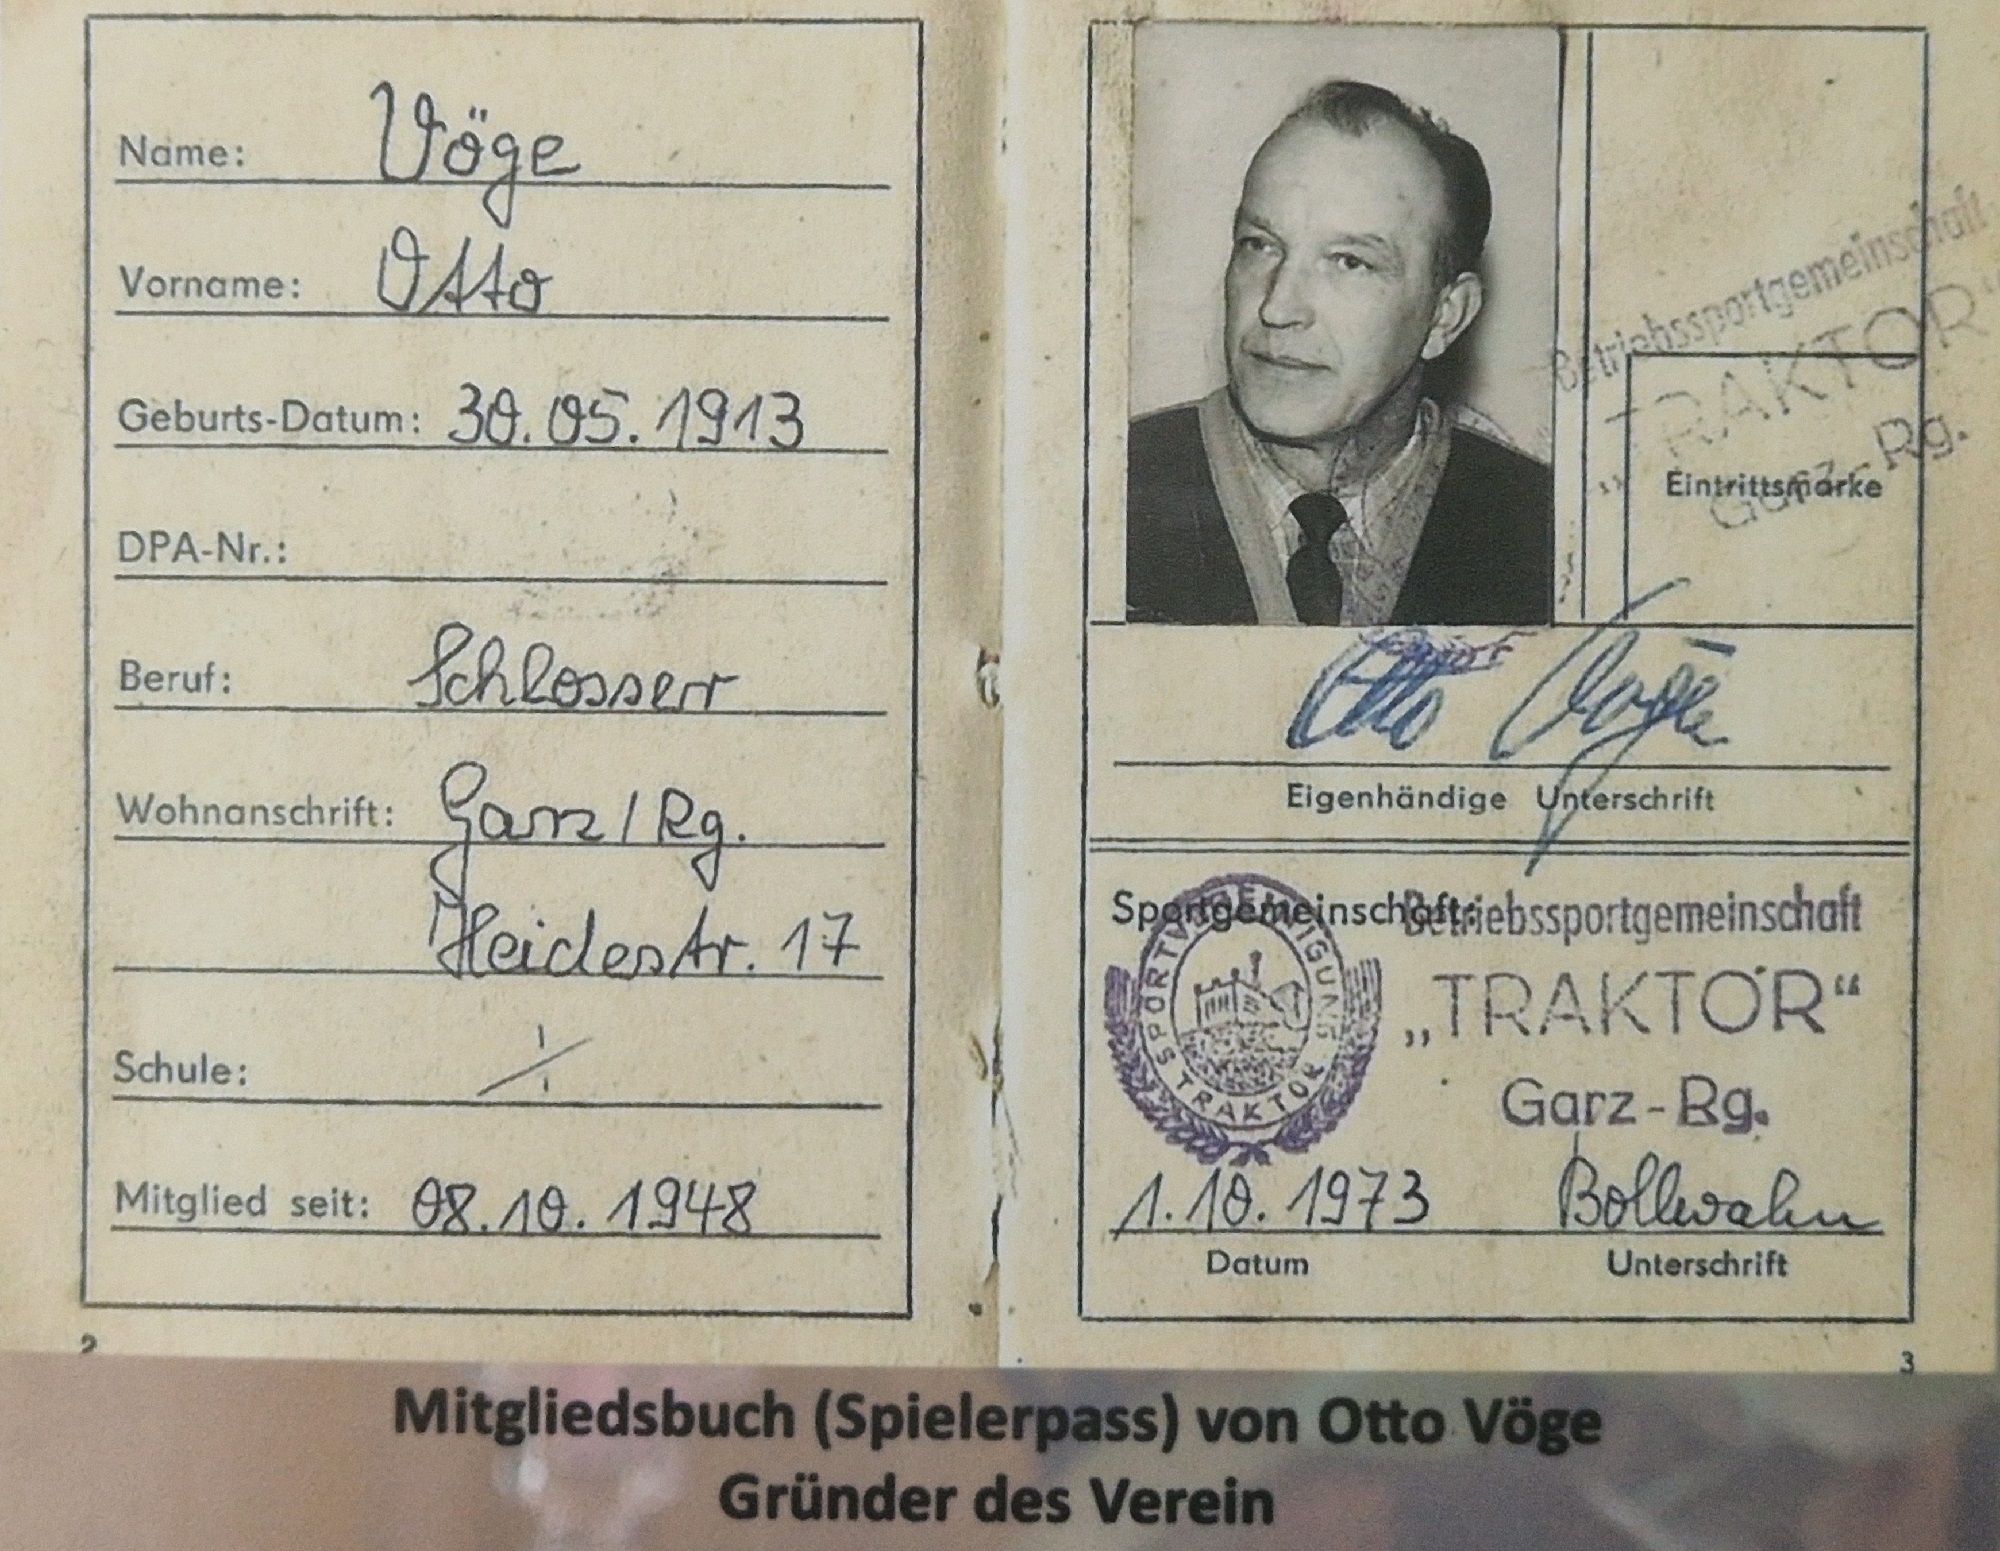 Name: Vöge
Vorname: Otto
Geburts-Datum: 30.05.1913
DPA-Nr.:
Beruf: Schlosser
Wohnanschrift: Garz/Rg.
Heidestr. 17
Schule: ./.
Mitglied seit: 08.10.1948
2
Betriebssportgemeinschaft
„TRAKTOR“
Garz-Rg.
Eintrittsmarke
Otto Vöge
Eigenhändige Unterschrift
Sportgemeinschaft: Betriebssportgemeinschaft
„TRAKTOR“
Garz-Rg.
SPORTVEREINIGUNG
TRAKTOR
1.10.1973 Bollwahn
Datum Unterschrift
3
Mitgliedsbuch (Spielerpass) von Otto Vöge
Gründer des Verein